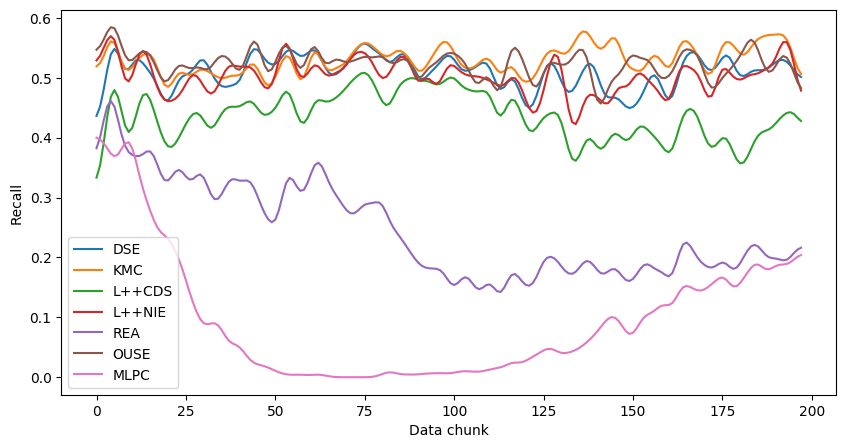 0.6
0.5
0.4
0.3
0.2
0.1
0.0
Recall
DSE
KMC
L++CDS
L++NIE
REA
OUSE
MLPC
0 25 50 75 100 125 150 175 200
Data chunk